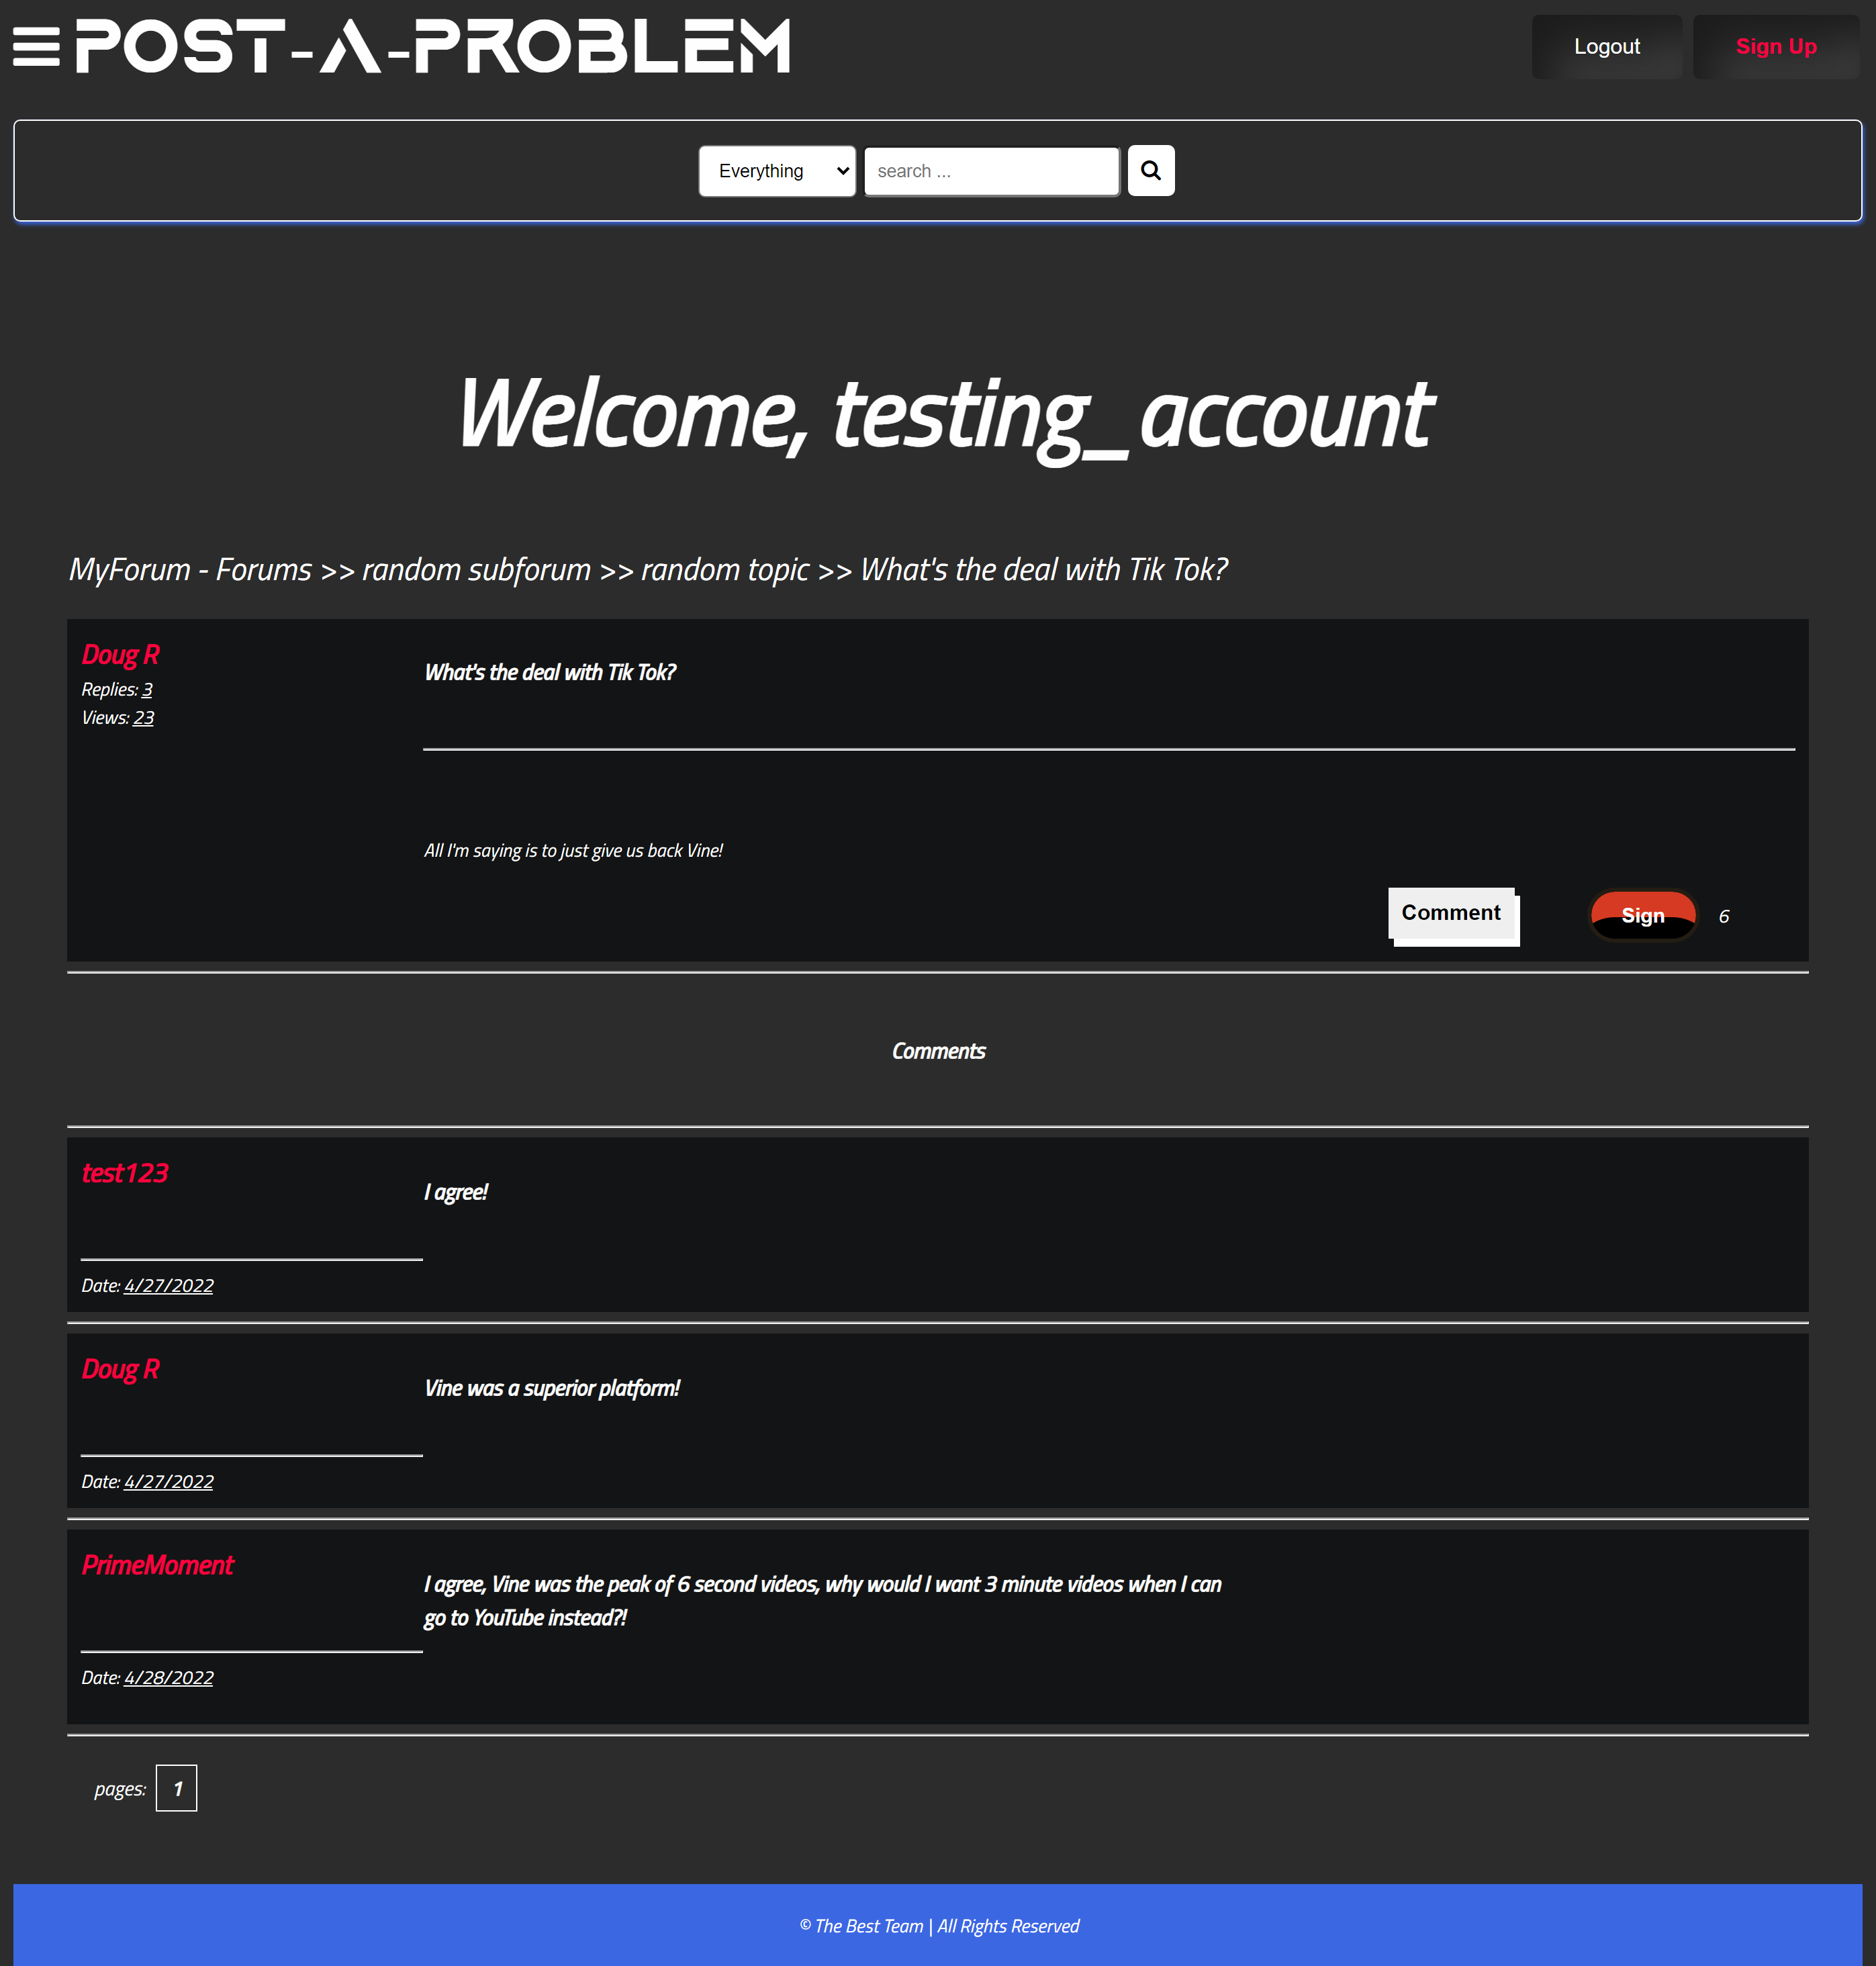 POST-A-PROBLEM
Logout
Sign Up
Everything
search ...
Welcome, testing_account
MyForum - Forums >> random subforum >> random topic >> What's the deal with Tik Tok?
Doug R
Replies: 3
Views: 23
What's the deal with Tik Tok?
All I'm saying is to just give us back Vine!
Comment
Sign
6
Comments
test123
I agree!
Date: 4/27/2022
Doug R
Vine was a superior platform!
Date: 4/27/2022
PrimeMoment
I agree, Vine was the peak of 6 second videos, why would I want 3 minute videos when I can
go to YouTube instead?!
Date: 4/28/2022
pages: 1
© The Best Team | All Rights Reserved